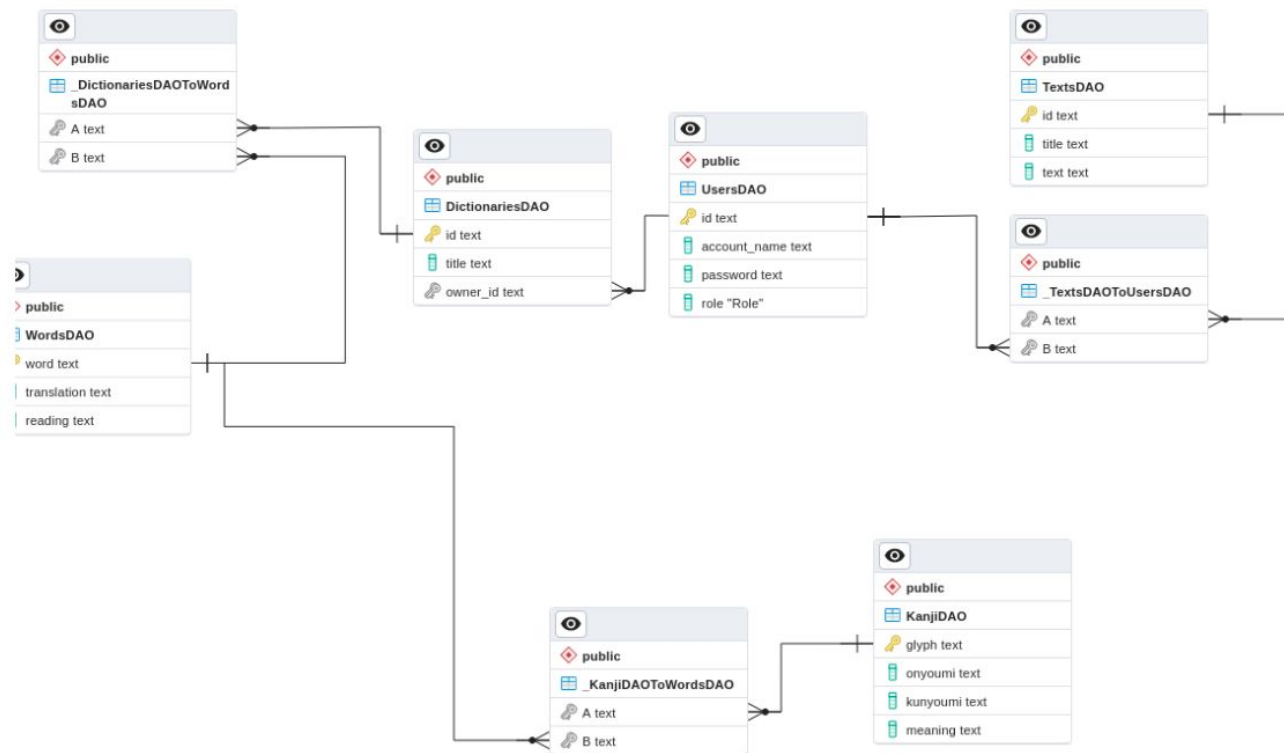 public
_DictionariesDAOToWord
sDAO
A text
B text
public
WordsDAO
word text
translation text
reading text
public
DictionariesDAO
id text
title text
owner_id text
public
UsersDAO
id text
account_name text
password text
role "Role"
public
TextsDAO
id text
title text
text text
public
_TextsDAOToUsersDAO
A text
B text
public
_KanjiDAOToWordsDAO
A text
B text
public
KanjiDAO
glyph text
onyoumi text
kunyoumi text
meaning text